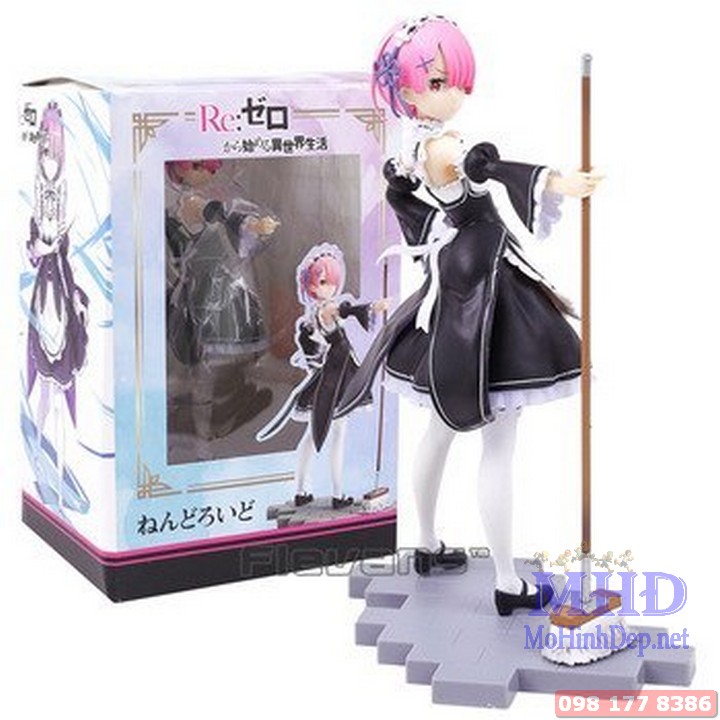 Re:ゼロ
から始める異世界生活
ねんどろいど
Flevans™
MHD
MoHinhDep.net
098 177 8386